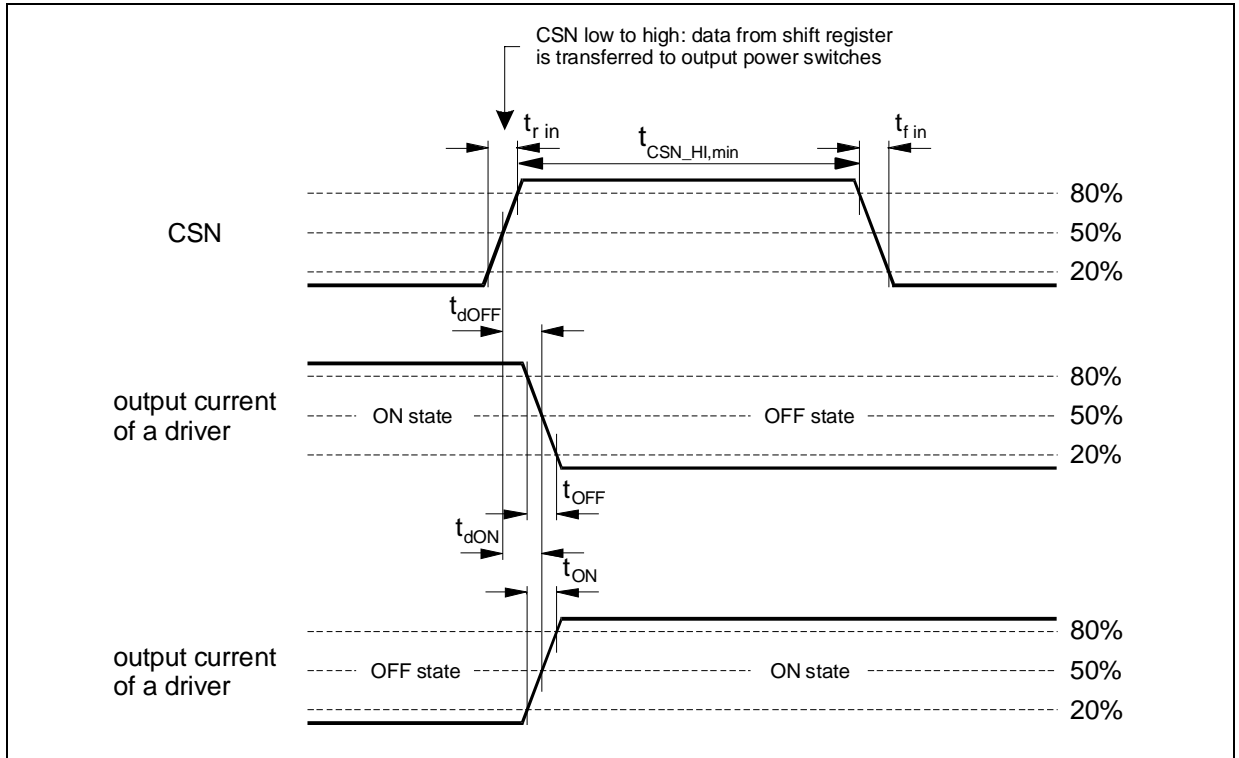 CSN low to high: data from shift register
is transferred to output power switches
t_r in
t_CSN_HI,min
t_f in
CSN
80%
50%
20%
t_dOFF
output current
of a driver
ON state
OFF state
80%
50%
20%
t_OFF
t_dON
t_ON
output current
of a driver
OFF state
ON state
80%
50%
20%